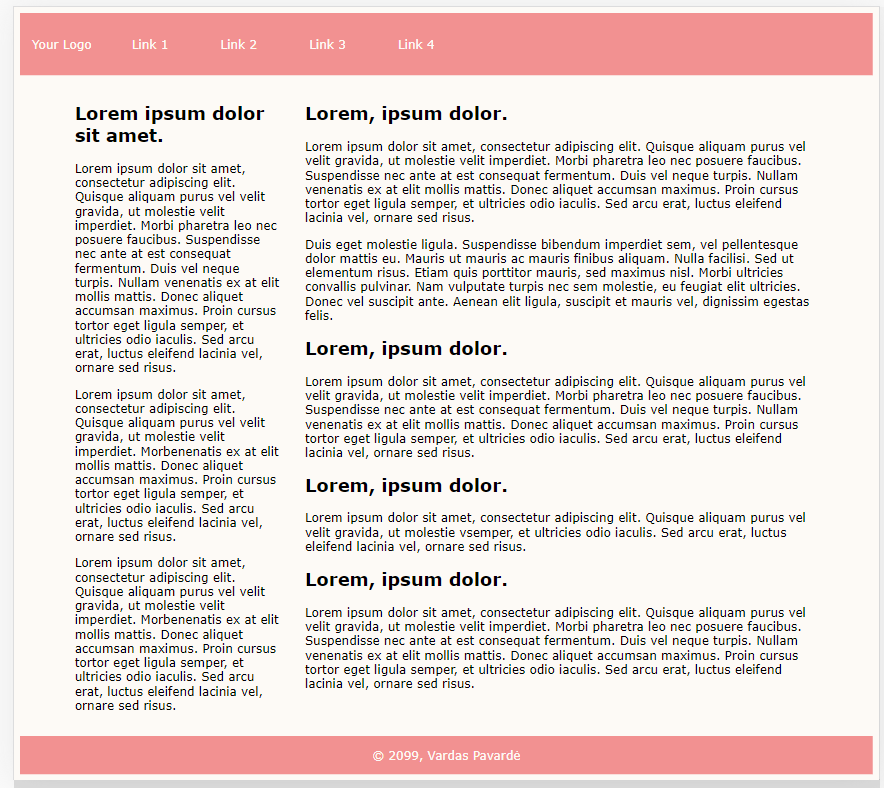 Your Logo Link 1 Link 2 Link 3 Link 4
Lorem ipsum dolor
sit amet.
Lorem ipsum dolor sit amet,
consectetur adipiscing elit.
Quisque aliquam purus vel velit
gravida, ut molestie velit
imperdiet. Morbi pharetra leo nec
posuere faucibus. Suspendisse
nec ante at est consequat
fermentum. Duis vel neque
turpis. Nullam venenatis ex at elit
mollis mattis. Donec aliquet
accumsan maximus. Proin cursus
tortor eget ligula semper, et
ultricies odio iaculis. Sed arcu
erat, luctus eleifend lacinia vel,
ornare sed risus.
Lorem ipsum dolor sit amet,
consectetur adipiscing elit.
Quisque aliquam purus vel velit
gravida, ut molestie velit
imperdiet. Morbenenatis ex at elit
mollis mattis. Donec aliquet
accumsan maximus. Proin cursus
tortor eget ligula semper, et
ultricies odio iaculis. Sed arcu
erat, luctus eleifend lacinia vel,
ornare sed risus.
Lorem ipsum dolor sit amet,
consectetur adipiscing elit.
Quisque aliquam purus vel velit
gravida, ut molestie velit
imperdiet. Morbenenatis ex at elit
mollis mattis. Donec aliquet
accumsan maximus. Proin cursus
tortor eget ligula semper, et
ultricies odio iaculis. Sed arcu
erat, luctus eleifend lacinia vel,
ornare sed risus.
Lorem, ipsum dolor.
Lorem ipsum dolor sit amet, consectetur adipiscing elit. Quisque aliquam purus vel
velit gravida, ut molestie velit imperdiet. Morbi pharetra leo nec posuere faucibus.
Suspendisse nec ante at est consequat fermentum. Duis vel neque turpis. Nullam
venenatis ex at elit mollis mattis. Donec aliquet accumsan maximus. Proin cursus
tortor eget ligula semper, et ultricies odio iaculis. Sed arcu erat, luctus eleifend
lacinia vel, ornare sed risus.
Duis eget molestie ligula. Suspendisse bibendum imperdiet sem, vel pellentesque
dolor mattis eu. Mauris ut mauris ac mauris finibus aliquam. Nulla facilisi. Sed ut
elementum risus. Etiam quis porttitor mauris, sed maximus nisl. Morbi ultricies
convallis pulvinar. Nam vulputate turpis nec sem molestie, eu feugiat elit ultricies.
Donec vel suscipit ante. Aenean elit ligula, suscipit et mauris vel, dignissim egestas
felis.
Lorem, ipsum dolor.
Lorem ipsum dolor sit amet, consectetur adipiscing elit. Quisque aliquam purus vel
velit gravida, ut molestie velit imperdiet. Morbi pharetra leo nec posuere faucibus.
Suspendisse nec ante at est consequat fermentum. Duis vel neque turpis. Nullam
venenatis ex at elit mollis mattis. Donec aliquet accumsan maximus. Proin cursus
tortor eget ligula semper, et ultricies odio iaculis. Sed arcu erat, luctus eleifend
lacinia vel, ornare sed risus.
Lorem, ipsum dolor.
Lorem ipsum dolor sit amet, consectetur adipiscing elit. Quisque aliquam purus vel
velit gravida, ut molestie vsemper, et ultricies odio iaculis. Sed arcu erat, luctus
eleifend lacinia vel, ornare sed risus.
Lorem, ipsum dolor.
Lorem ipsum dolor sit amet, consectetur adipiscing elit. Quisque aliquam purus vel
velit gravida, ut molestie velit imperdiet. Morbi pharetra leo nec posuere faucibus.
Suspendisse nec ante at est consequat fermentum. Duis vel neque turpis. Nullam
venenatis ex at elit mollis mattis. Donec aliquet accumsan maximus. Proin cursus
tortor eget ligula semper, et ultricies odio iaculis. Sed arcu erat, luctus eleifend
lacinia vel, ornare sed risus.
© 2099, Vardas Pavardė